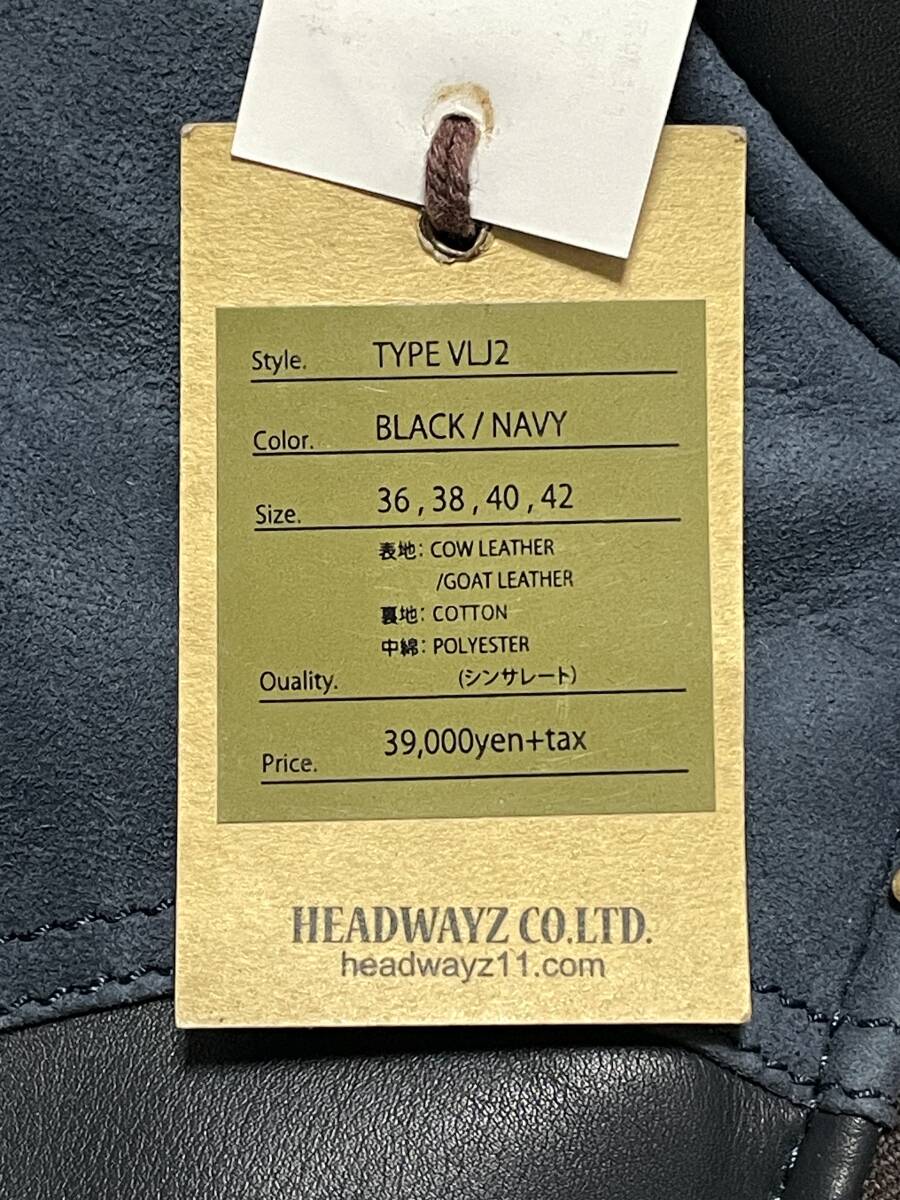 Style. TYPE VLJ2
Color. BLACK / NAVY
Size. 36 , 38 , 40 , 42
表地: COW LEATHER
/GOAT LEATHER
裏地: COTTON
中綿: POLYESTER
Ouality. (シンサレート)
Price. 39,000yen+tax
HEADWAYZ CO.LTD.
headwayz11.com